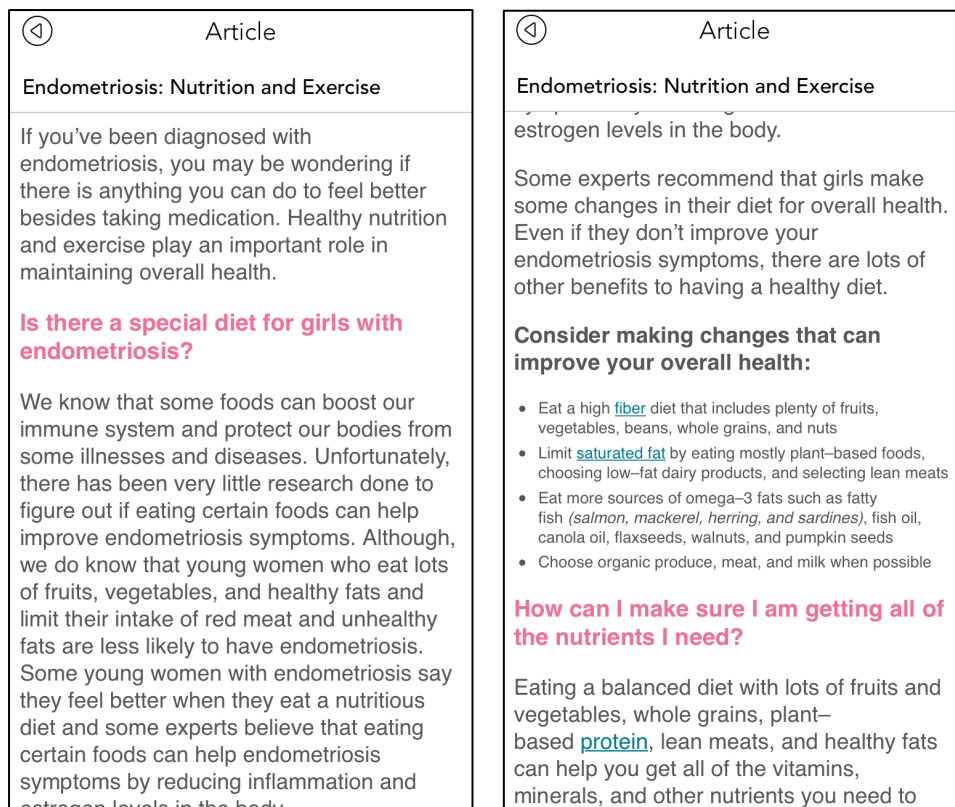 Article
Endometriosis: Nutrition and Exercise
If you’ve been diagnosed with
endometriosis, you may be wondering if
there is anything you can do to feel better
besides taking medication. Healthy nutrition
and exercise play an important role in
maintaining overall health.
Is there a special diet for girls with
endometriosis?
We know that some foods can boost our
immune system and protect our bodies from
some illnesses and diseases. Unfortunately,
there has been very little research done to
figure out if eating certain foods can help
improve endometriosis symptoms. Although,
we do know that young women who eat lots
of fruits, vegetables, and healthy fats and
limit their intake of red meat and unhealthy
fats are less likely to have endometriosis.
Some young women with endometriosis say
they feel better when they eat a nutritious
diet and some experts believe that eating
certain foods can help endometriosis
symptoms by reducing inflammation and
estrogen levels in the body.
Article
Endometriosis: Nutrition and Exercise
estrogen levels in the body.
Some experts recommend that girls make
some changes in their diet for overall health.
Even if they don’t improve your
endometriosis symptoms, there are lots of
other benefits to having a healthy diet.
Consider making changes that can
improve your overall health:
• Eat a high fiber diet that includes plenty of fruits,
vegetables, beans, whole grains, and nuts
• Limit saturated fat by eating mostly plant–based foods,
choosing low–fat dairy products, and selecting lean meats
• Eat more sources of omega–3 fats such as fatty
fish (salmon, mackerel, herring, and sardines), fish oil,
canola oil, flaxseeds, walnuts, and pumpkin seeds
• Choose organic produce, meat, and milk when possible
How can I make sure I am getting all of
the nutrients I need?
Eating a balanced diet with lots of fruits and
vegetables, whole grains, plant–
based protein, lean meats, and healthy fats
can help you get all of the vitamins,
minerals, and other nutrients you need to